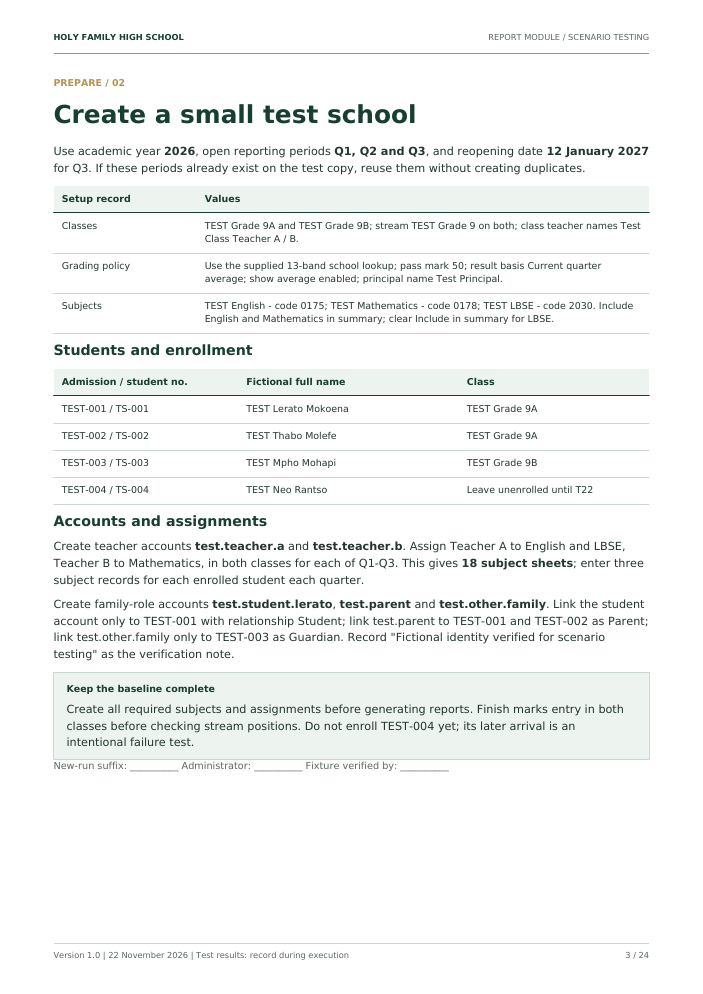 HOLY FAMILY HIGH SCHOOL
REPORT MODULE / SCENARIO TESTING
PREPARE / 02
Create a small test school
Use academic year 2026, open reporting periods Q1, Q2 and Q3, and reopening date 12 January 2027
for Q3. If these periods already exist on the test copy, reuse them without creating duplicates.
Setup record Values
Classes TEST Grade 9A and TEST Grade 9B; stream TEST Grade 9 on both; class teacher names Test
Class Teacher A / B.
Grading policy Use the supplied 13-band school lookup; pass mark 50; result basis Current quarter
average; show average enabled; principal name Test Principal.
Subjects TEST English - code 0175; TEST Mathematics - code 0178; TEST LBSE - code 2030. Include
English and Mathematics in summary; clear Include in summary for LBSE.
Students and enrollment
Admission / student no. Fictional full name Class
TEST-001 / TS-001 TEST Lerato Mokoena TEST Grade 9A
TEST-002 / TS-002 TEST Thabo Molefe TEST Grade 9A
TEST-003 / TS-003 TEST Mpho Mohapi TEST Grade 9B
TEST-004 / TS-004 TEST Neo Rantso Leave unenrolled until T22
Accounts and assignments
Create teacher accounts test.teacher.a and test.teacher.b. Assign Teacher A to English and LBSE,
Teacher B to Mathematics, in both classes for each of Q1-Q3. This gives 18 subject sheets; enter three
subject records for each enrolled student each quarter.
Create family-role accounts test.student.lerato, test.parent and test.other.family. Link the student
account only to TEST-001 with relationship Student; link test.parent to TEST-001 and TEST-002 as Parent;
link test.other.family only to TEST-003 as Guardian. Record "Fictional identity verified for scenario
testing" as the verification note.
Keep the baseline complete
Create all required subjects and assignments before generating reports. Finish marks entry in both
classes before checking stream positions. Do not enroll TEST-004 yet; its later arrival is an
intentional failure test.
New-run suffix: __________ Administrator: __________ Fixture verified by: __________
Version 1.0 | 22 November 2026 | Test results: record during execution
3 / 24